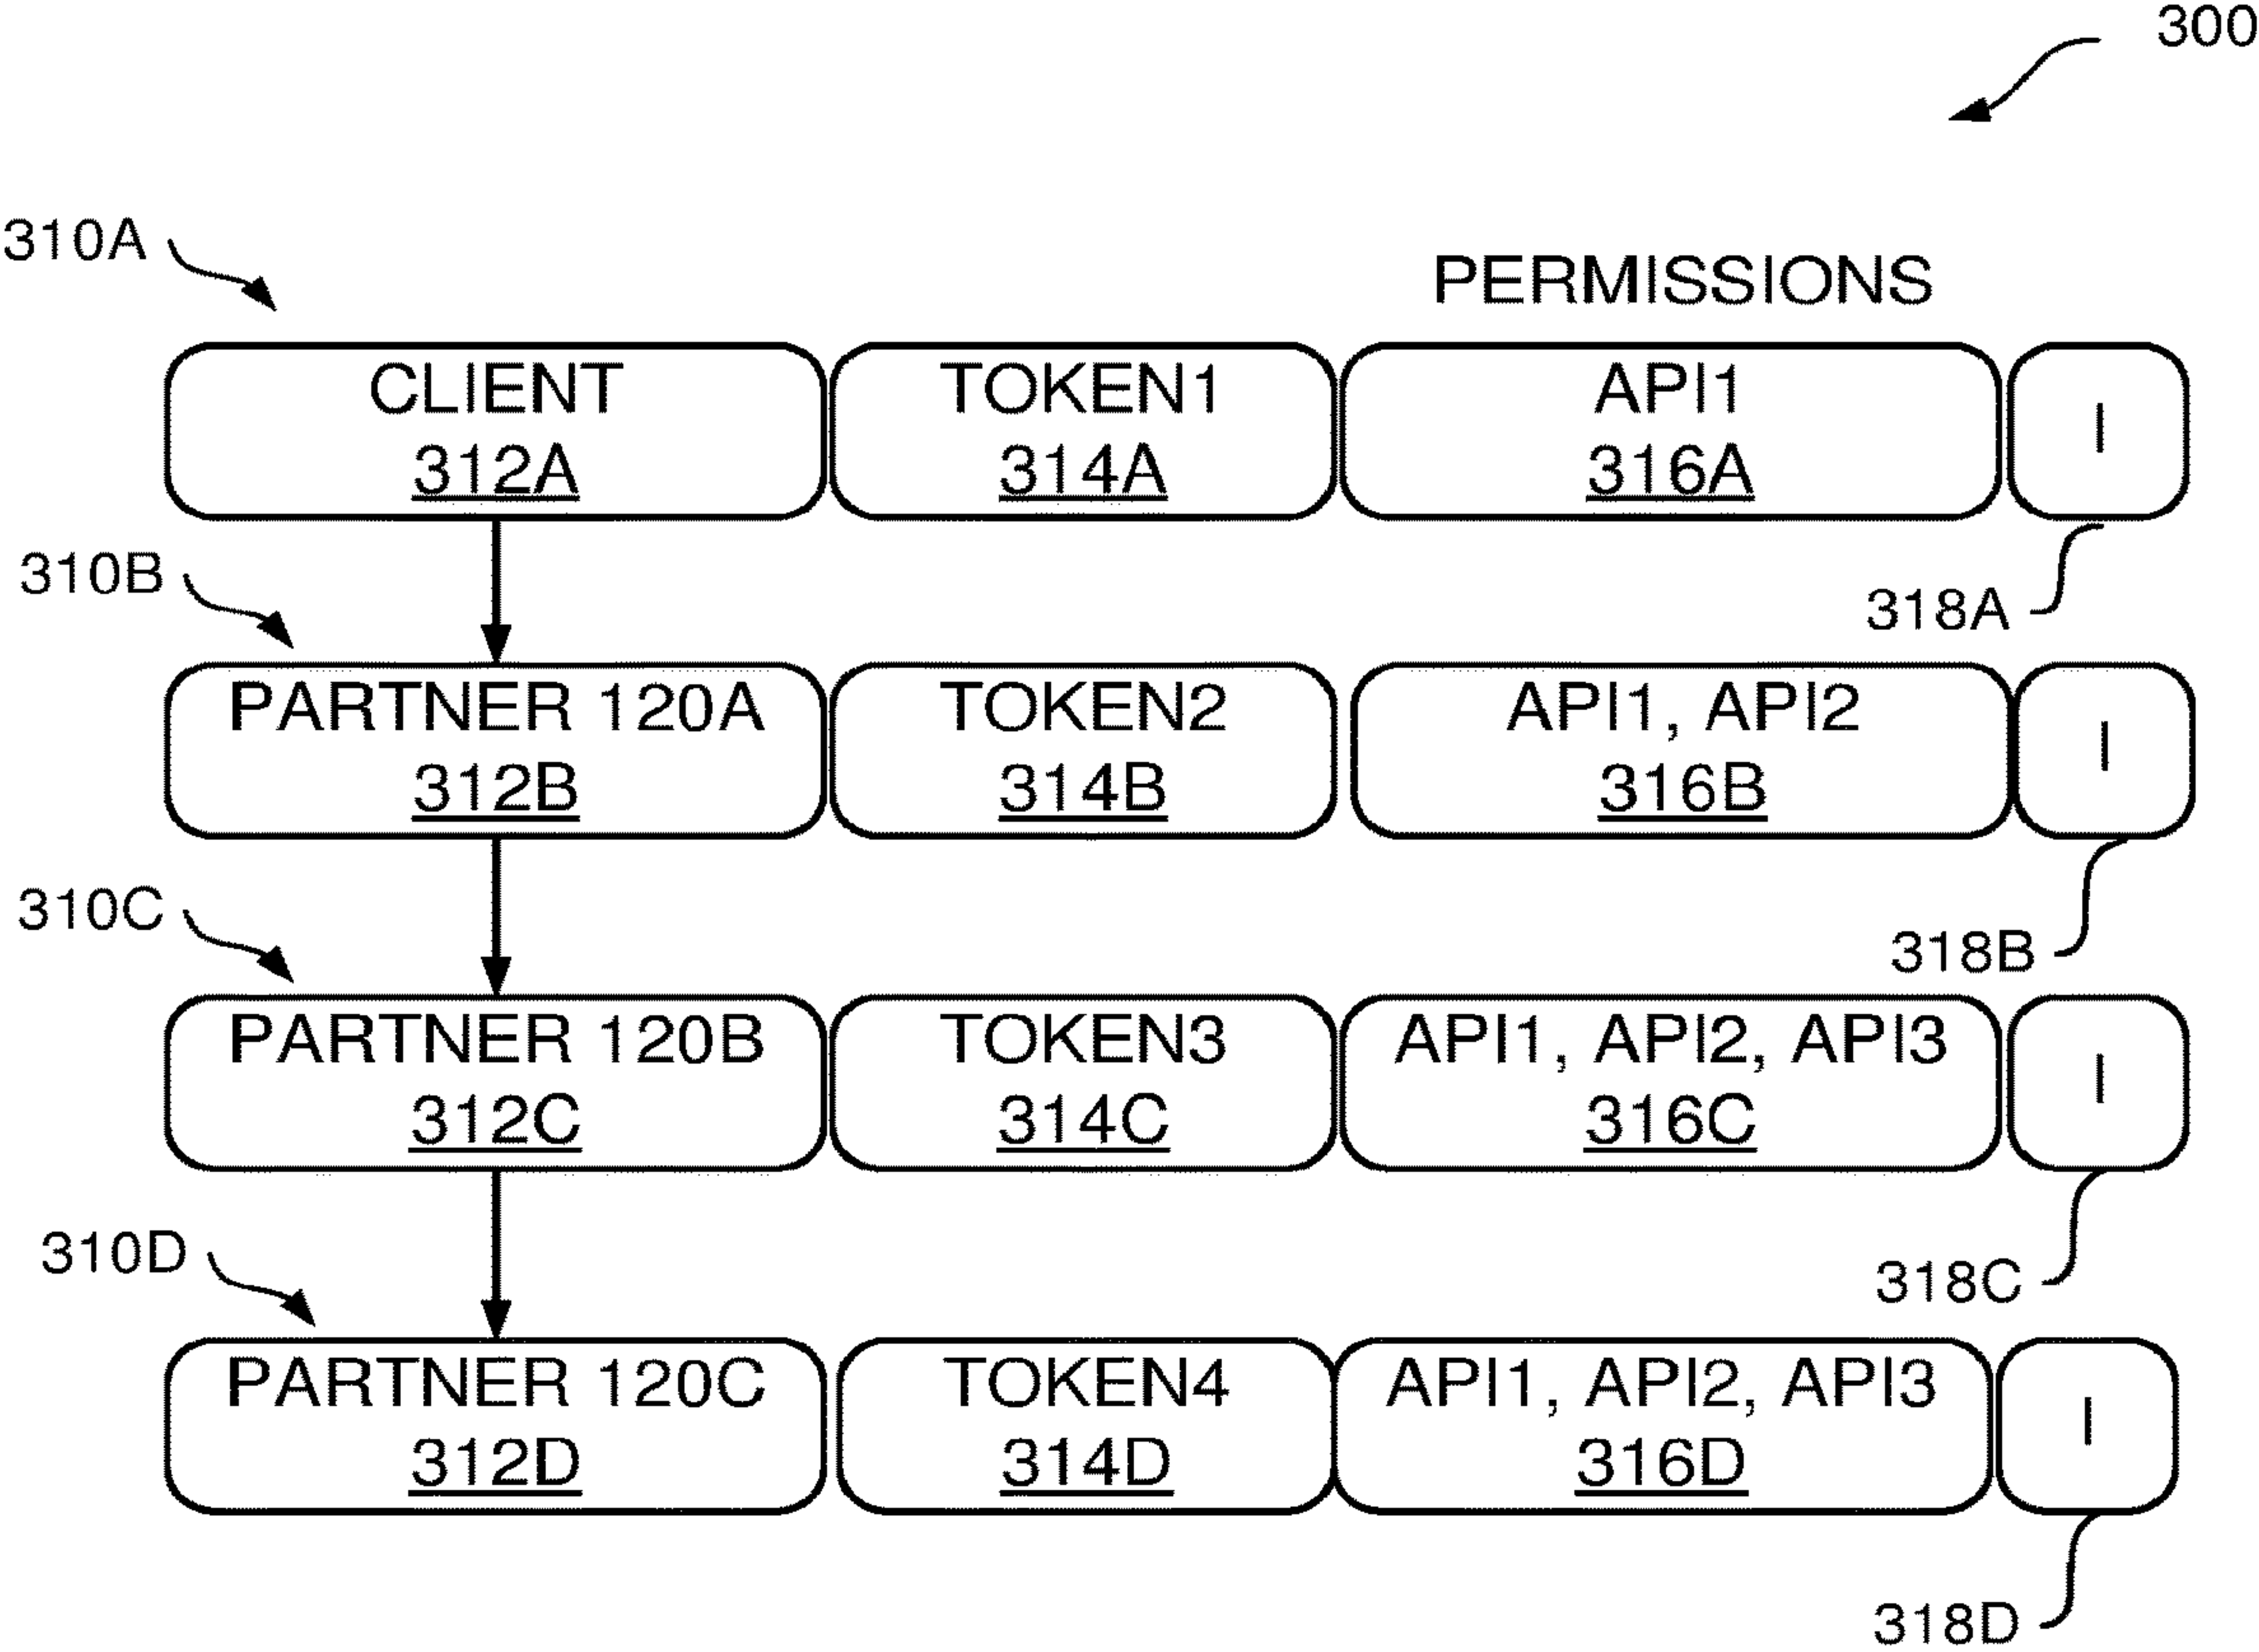 300
310A
PERMISSIONS
CLIENT
312A
TOKEN1
314A
API1
316A
I
318A
310B
PARTNER 120A
312B
TOKEN2
314B
API1, API2
316B
I
318B
310C
PARTNER 120B
312C
TOKEN3
314C
API1, API2, API3
316C
I
318C
310D
PARTNER 120C
312D
TOKEN4
314D
API1, API2, API3
316D
I
318D